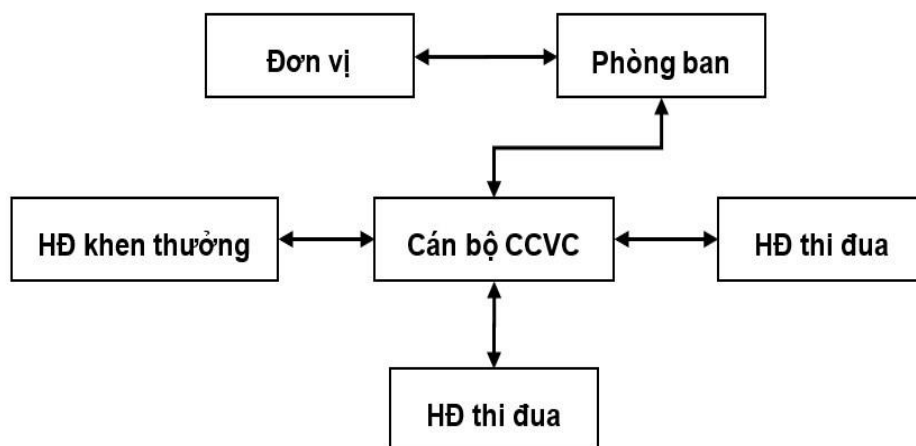 Đơn vị
Phòng ban
HĐ khen thưởng
Cán bộ CCVC
HĐ thi đua
HĐ thi đua